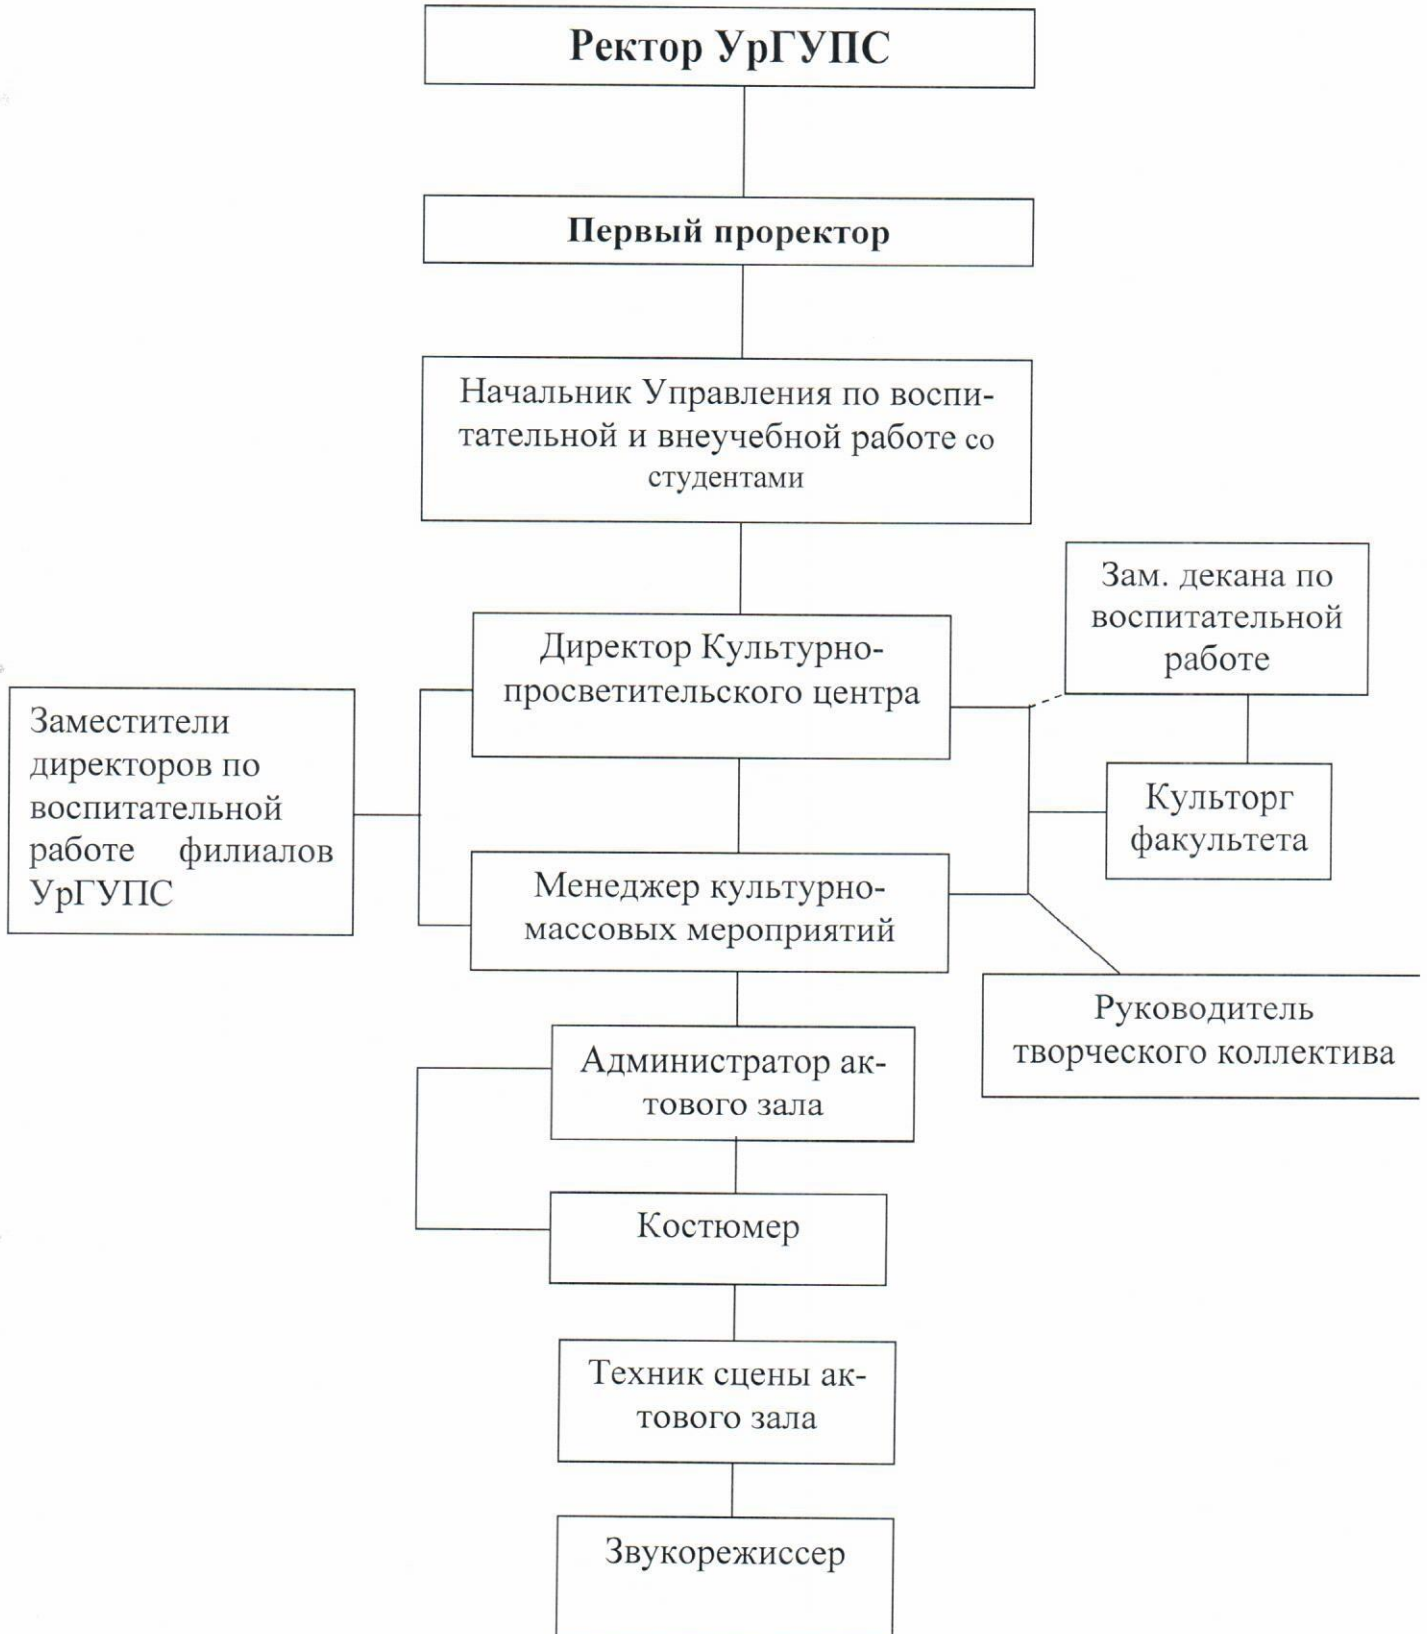 Ректор УрГУПС
Первый проректор
Начальник Управления по воспи-
тательной и внеучебной работе со
студентами
Зам. декана по
воспитательной
работе
Директор Культурно-
просветительского центра
Заместители
директоров по
воспитательной
работе филиалов
УрГУПС
Культорг
факультета
Менеджер культурно-
массовых мероприятий
Руководитель
творческого коллектива
Администратор ак-
тового зала
Костюмер
Техник сцены ак-
тового зала
Звукорежиссер